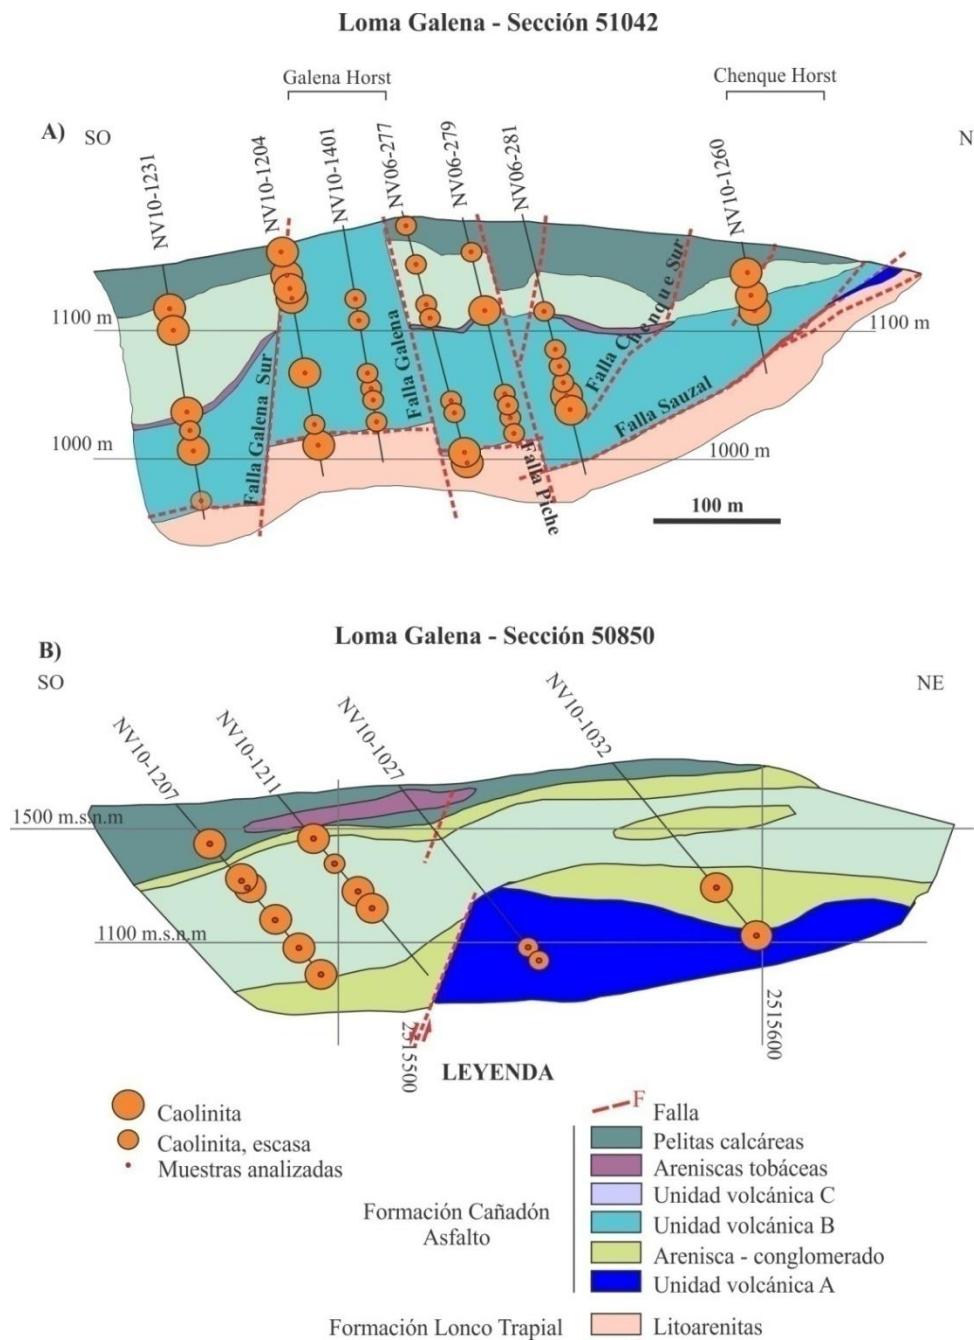 Loma Galena - Sección 51042
Galena Horst
Chenque Horst
A)
SO
N
NV10-1231
NV10-1204
NV10-1401
NV06-277
NV06-279
NV06-281
NV10-1260
1100 m
1100 m
1000 m
1000 m
Falla Galena Sur
Falla Galena
Falla Piche
Falla Chenque Sur
Falla Sauzal
100 m
Loma Galena - Sección 50850
B)
SO
NE
NV10-1207
NV10-1211
NV10-1027
NV10-1032
1500 m.s.n.m
1100 m.s.n.m
2515500
2515600
LEYENDA
Caolinita
Caolinita, escasa
Muestras analizadas
F
Falla
Pelitas calcáreas
Areniscas tobáceas
Unidad volcánica C
Unidad volcánica B
Arenisca - conglomerado
Unidad volcánica A
Formación Cañadón
Asfalto
Formación Lonco Trapial
Litoarenitas